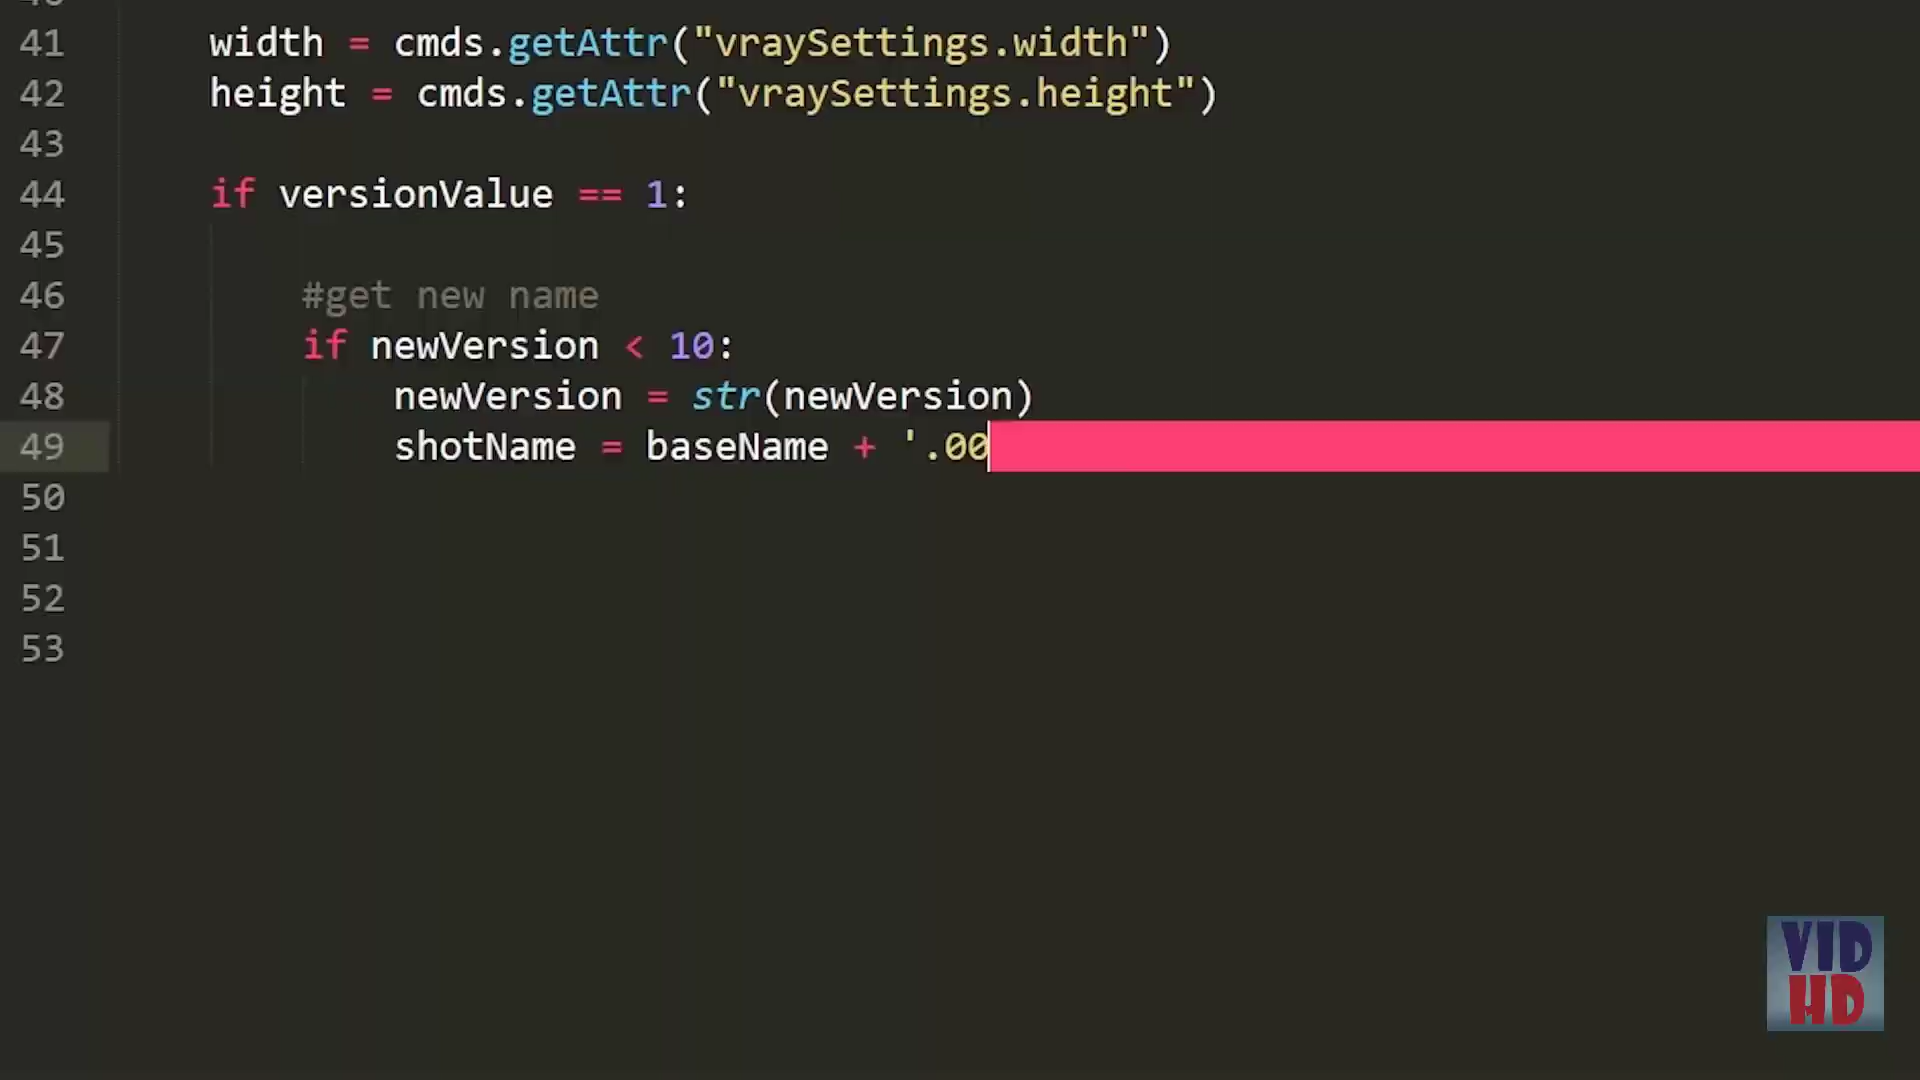 41 width = cmds.getAttr("vraySettings.width")
42 height = cmds.getAttr("vraySettings.height")
43
44 if versionValue == 1:
45
46 #get new name
47 if newVersion < 10:
48 newVersion = str(newVersion)
49 shotName = baseName + '.00
50
51
52
53
VID
HD